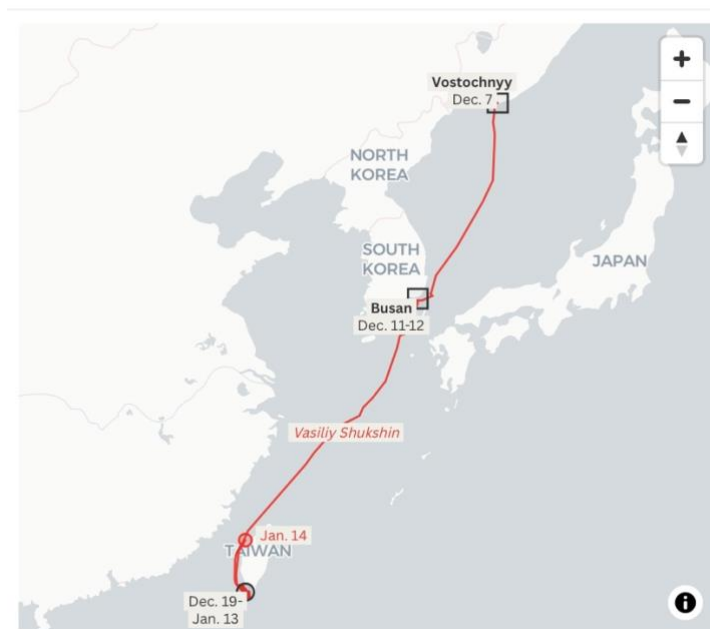 Vostochnyy
Dec. 7
NORTH
KOREA
SOUTH
KOREA
JAPAN
Busan
Dec. 11-12
Vasiliy Shukshin
Jan. 14
TAIWAN
Dec. 19-
Jan. 13